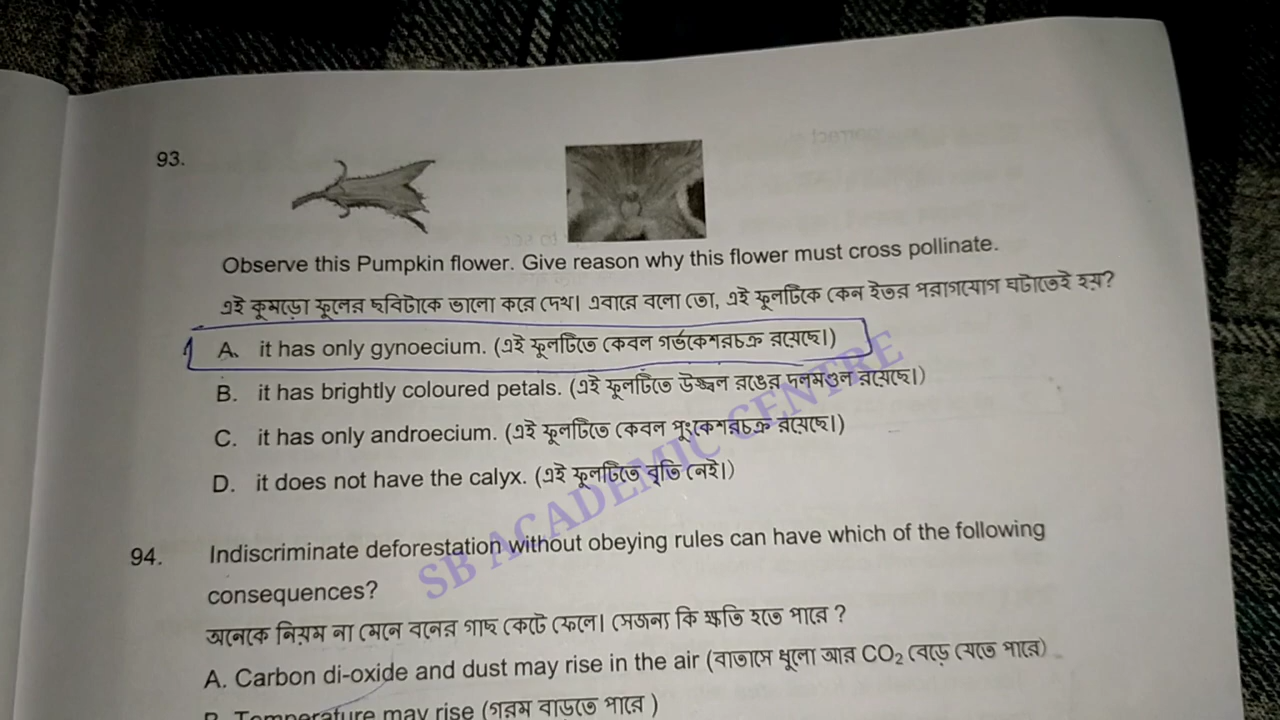 93.
Observe this Pumpkin flower. Give reason why this flower must cross pollinate.
এই কুমড়ো ফুলের ছবিটাকে ভালো করে দেখ। এবারে বলো তো, এই ফুলটিকে কেন ইতর পরাগযোগ ঘটাতেই হয়?
A. it has only gynoecium. (এই ফুলটিতে কেবল গর্ভকেশরচক্র রয়েছে।)
B. it has brightly coloured petals. (এই ফুলটিতে উজ্জ্বল রঙের দলমণ্ডল রয়েছে।)
C. it has only androecium. (এই ফুলটিতে কেবল পুংকেশরচক্র রয়েছে।)
D. it does not have the calyx. (এই ফুলটিতে বৃতি নেই।)
SB ACADEMIC CENTRE
94. Indiscriminate deforestation without obeying rules can have which of the following
consequences?
অনেকে নিয়ম না মেনে বনের গাছ কেটে ফেলে। সেজন্য কি ক্ষতি হতে পারে ?
A. Carbon di-oxide and dust may rise in the air (বাতাসে ধুলো আর CO₂ বেড়ে যেতে পারে)
B. Temperature may rise (গরম বাড়তে পারে )